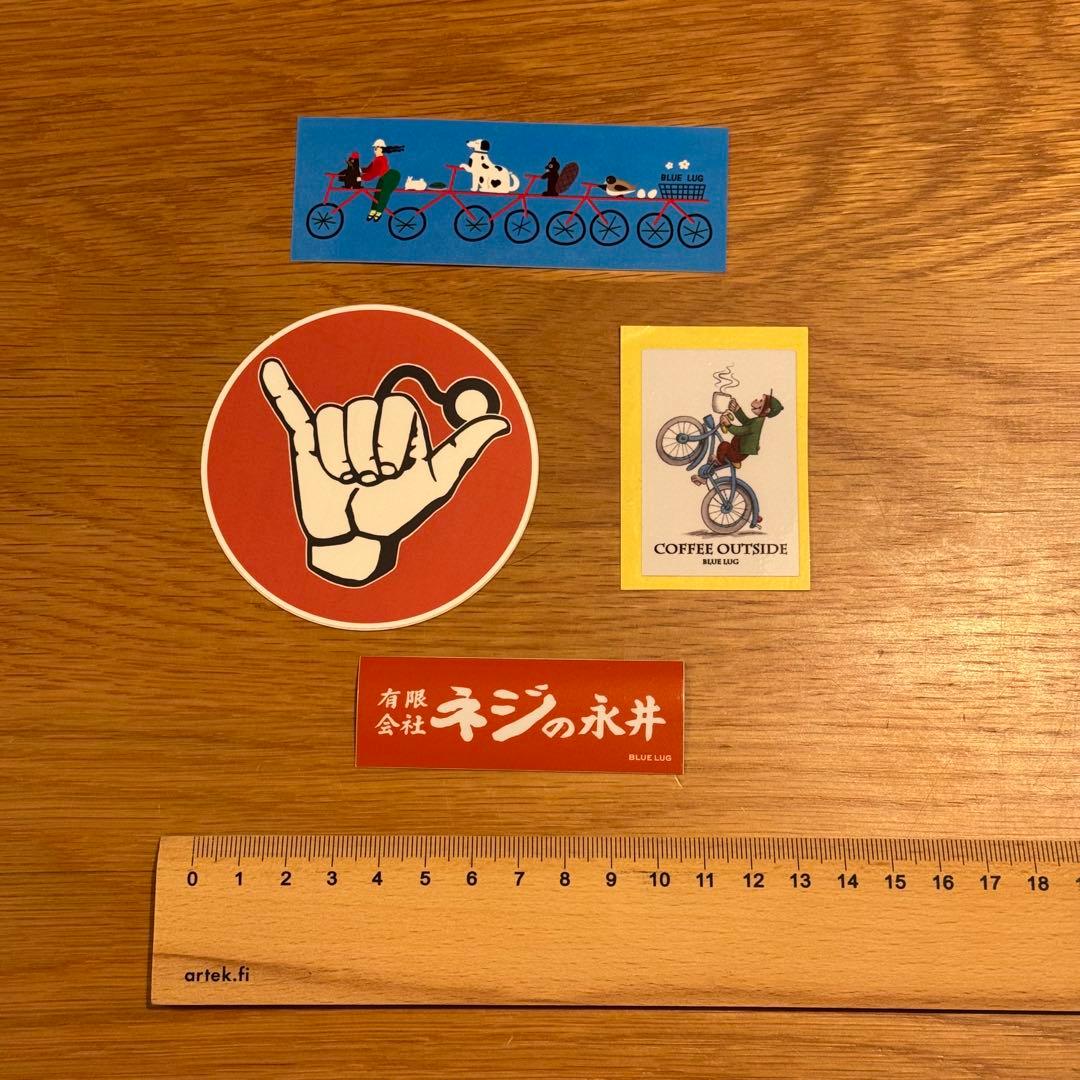 BLUE LUG
COFFEE OUTSIDE
BLUE LUG
有限
会社
ネジの永井
BLUE LUG
0 1 2 3 4 5 6 7 8 9 10 11 12 13 14 15 16 17 18
artek.fi